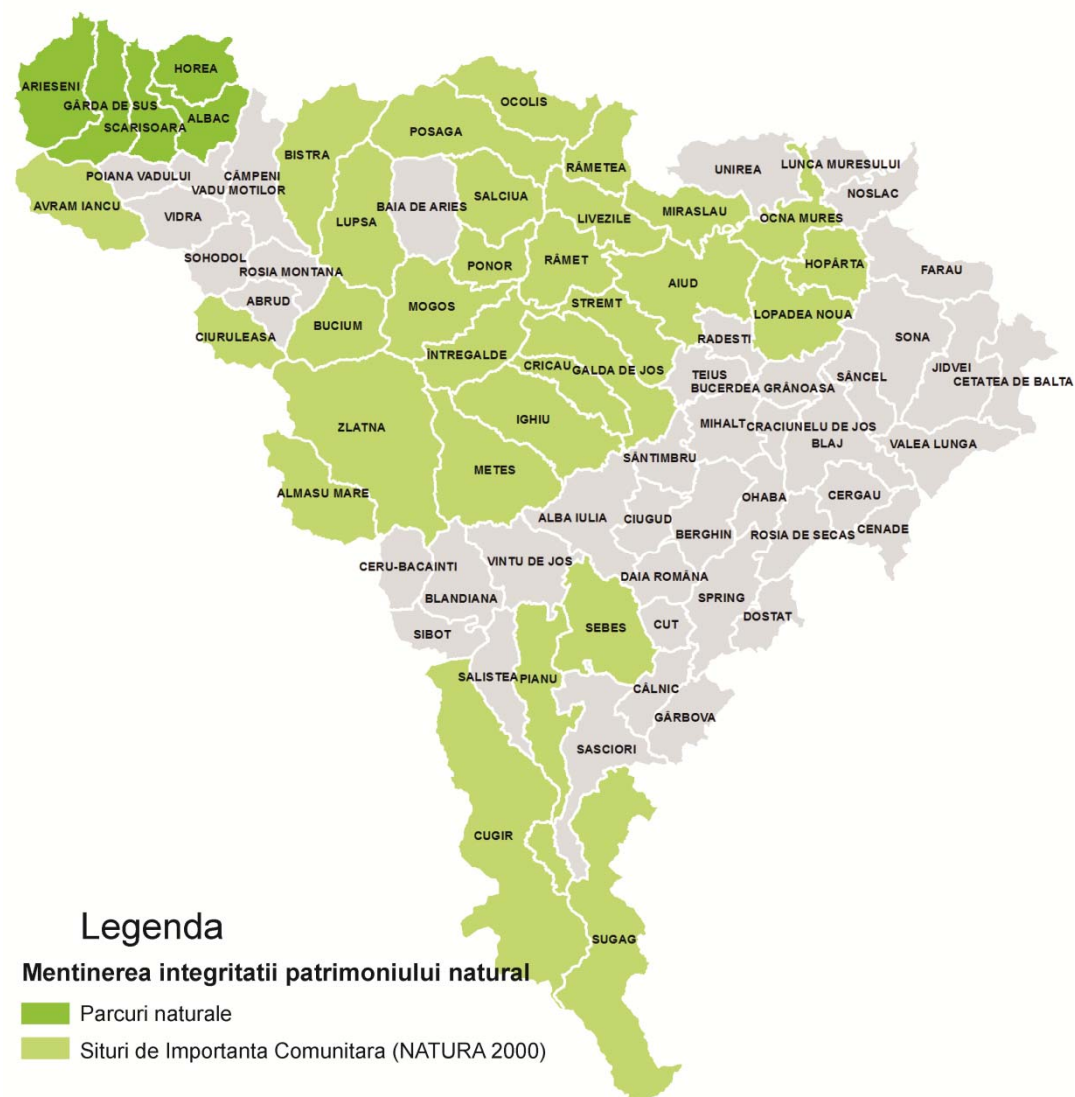 HOREA
ARIESENI
GÂRDA DE SUS
ALBAC
SCARISOARA
OCOLIS
POSAGA
BISTRA
RÂMETEA
UNIREA
LUNCA MURESULUI
POIANA VADULUI
CÂMPENI
VADU MOTILOR
NOSLAC
AVRAM IANCU
VIDRA
LUPSA
BAIA DE ARIES
SALCIUA
LIVEZILE
MIRASLAU
OCNA MURES
SOHODOL
ROSIA MONTANA
PONOR
RÂMET
HOPÂRTA
FARAU
AIUD
ABRUD
MOGOS
STREMT
LOPADEA NOUA
CIURULEASA
BUCIUM
RADESTI
SONA
ÎNTREGALDE
CRICAU
GALDA DE JOS
TEIUS
SÂNCEL
JIDVEI
BUCERDEA GRÂNOASA
CETATEA DE BALTA
IGHIU
ZLATNA
MIHALT
CRACIUNELU DE JOS
BLAJ
VALEA LUNGA
SÂNTIMBRU
METES
ALMASU MARE
OHABA
CERGAU
ALBA IULIA
CIUGUD
BERGHIN
ROSIA DE SECAS
CENADE
CERU-BACAINTI
VINTU DE JOS
DAIA ROMÂNA
BLANDIANA
SPRING
DOSTAT
SIBOT
SEBES
CUT
SALISTEA
PIANU
CÂLNIC
GÂRBOVA
SASCIORI
CUGIR
SUGAG
Legenda
Mentinerea integritatii patrimoniului natural
Parcuri naturale
Situri de Importanta Comunitara (NATURA 2000)